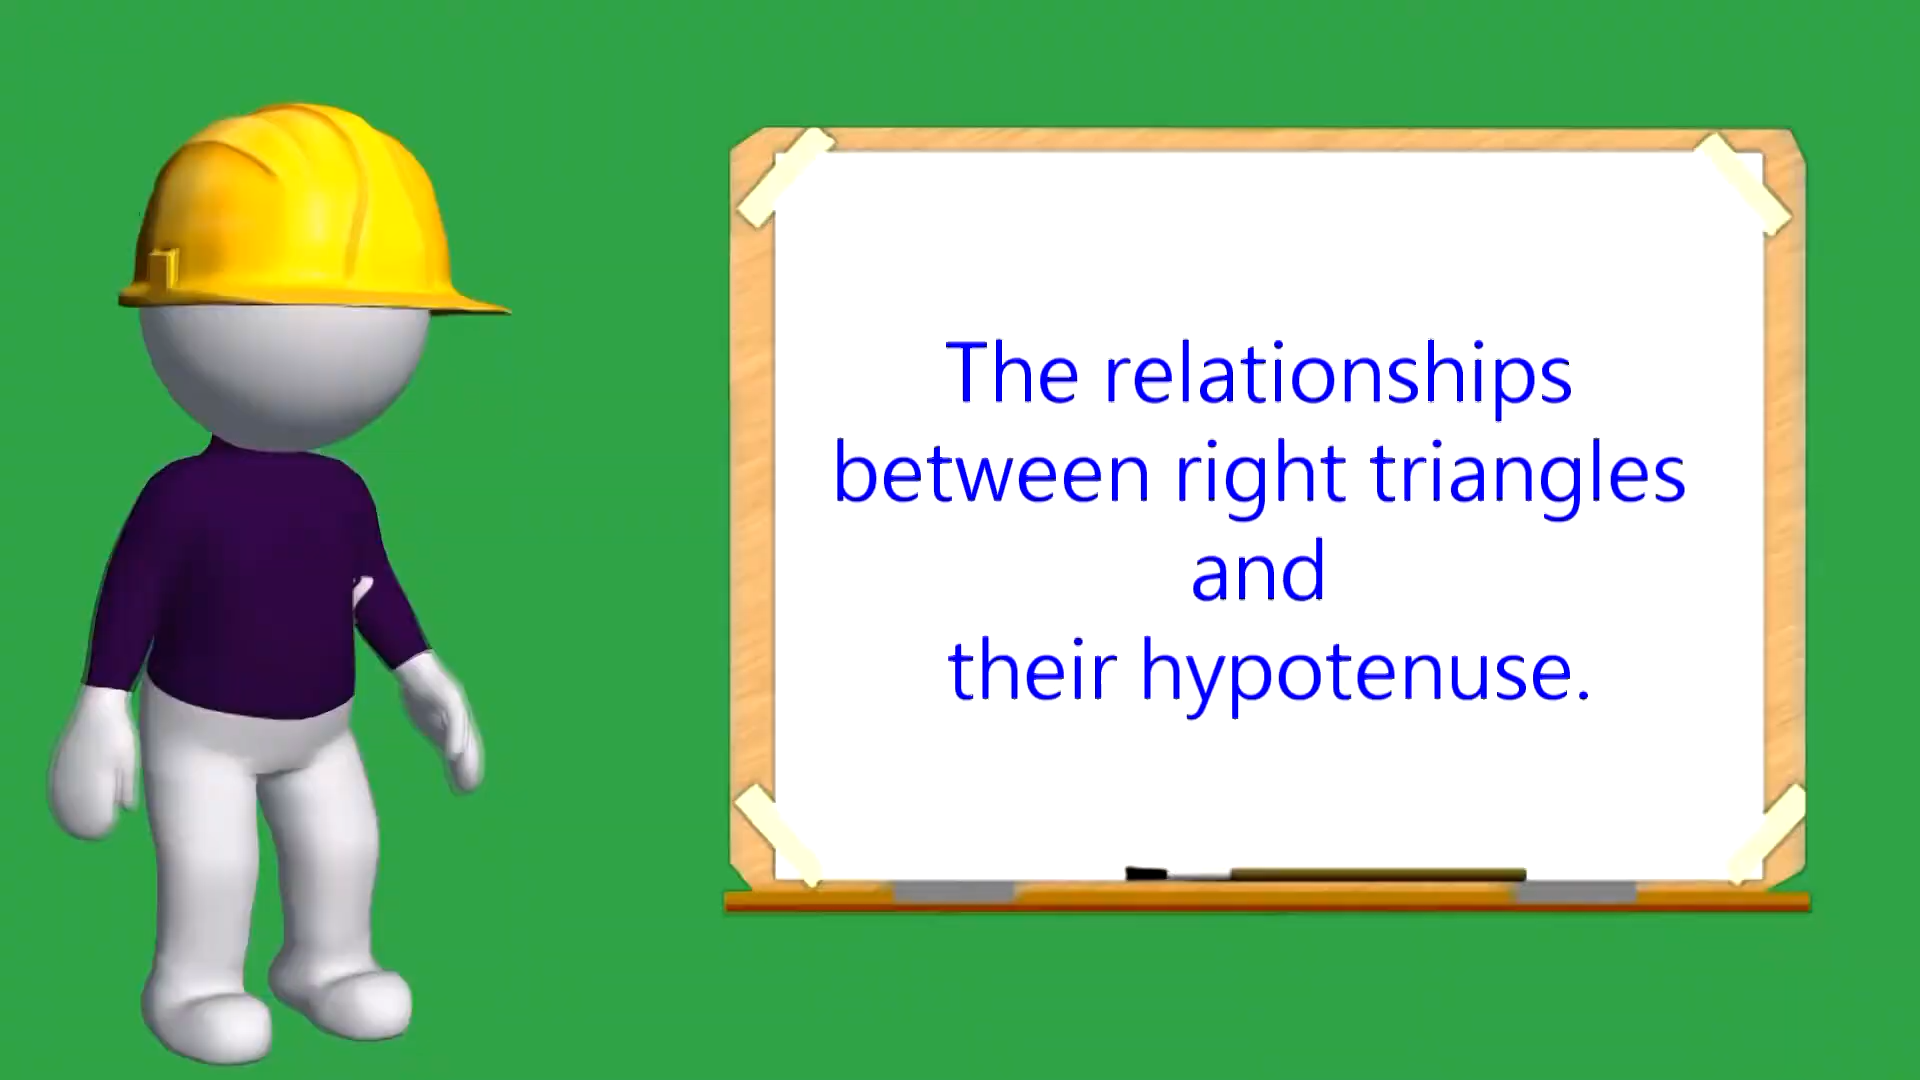 The relationships
between right triangles
and
their hypotenuse.